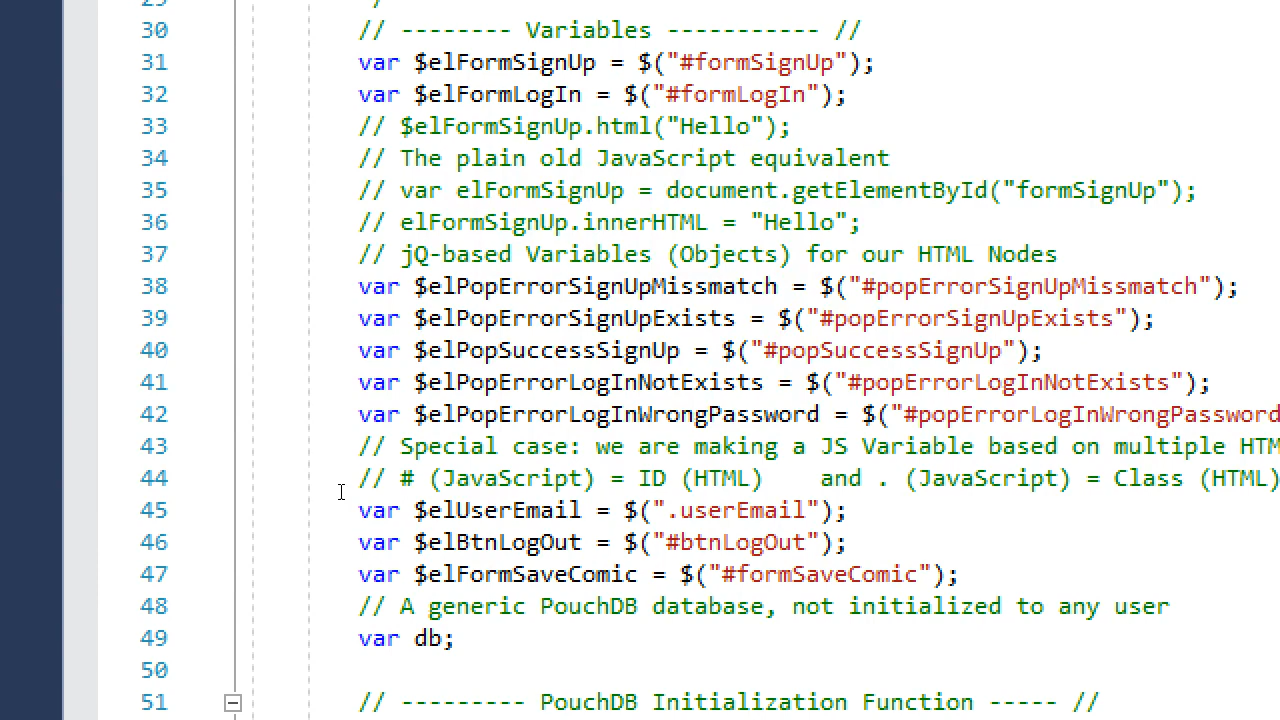 30 // -------- Variables ----------- //
31 var $elFormSignUp = $("#formSignUp");
32 var $elFormLogIn = $("#formLogIn");
33 // $elFormSignUp.html("Hello");
34 // The plain old JavaScript equivalent
35 // var elFormSignUp = document.getElementById("formSignUp");
36 // elFormSignUp.innerHTML = "Hello";
37 // jQ-based Variables (Objects) for our HTML Nodes
38 var $elPopErrorSignUpMissmatch = $("#popErrorSignUpMissmatch");
39 var $elPopErrorSignUpExists = $("#popErrorSignUpExists");
40 var $elPopSuccessSignUp = $("#popSuccessSignUp");
41 var $elPopErrorLogInNotExists = $("#popErrorLogInNotExists");
42 var $elPopErrorLogInWrongPassword = $("#popErrorLogInWrongPassword
43 // Special case: we are making a JS Variable based on multiple HTM
44 // # (JavaScript) = ID (HTML)    and . (JavaScript) = Class (HTML)
45 var $elUserEmail = $(".userEmail");
46 var $elBtnLogOut = $("#btnLogOut");
47 var $elFormSaveComic = $("#formSaveComic");
48 // A generic PouchDB database, not initialized to any user
49 var db;
50
51 // --------- PouchDB Initialization Function ----- //